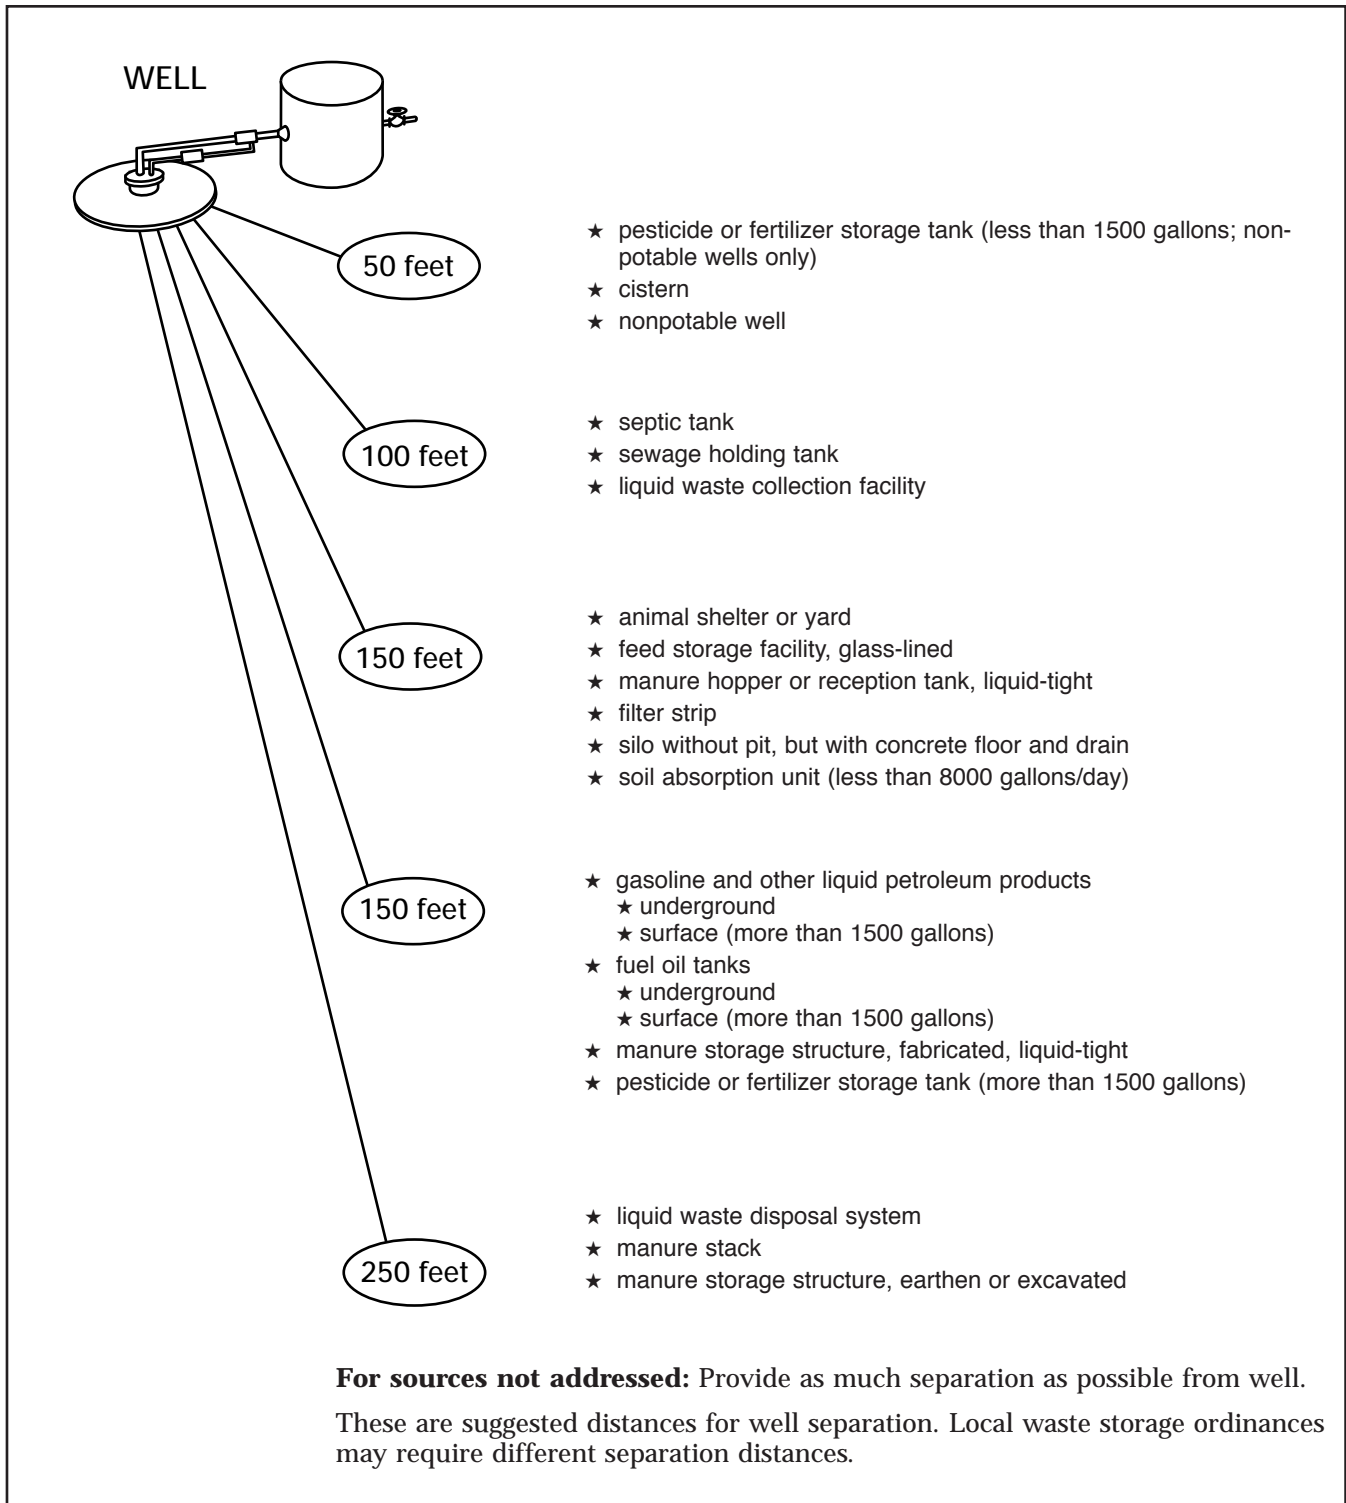 WELL
50 feet
★ pesticide or fertilizer storage tank (less than 1500 gallons; non-
potable wells only)
★ cistern
★ nonpotable well
100 feet
★ septic tank
★ sewage holding tank
★ liquid waste collection facility
150 feet
★ animal shelter or yard
★ feed storage facility, glass-lined
★ manure hopper or reception tank, liquid-tight
★ filter strip
★ silo without pit, but with concrete floor and drain
★ soil absorption unit (less than 8000 gallons/day)
150 feet
★ gasoline and other liquid petroleum products
★ underground
★ surface (more than 1500 gallons)
★ fuel oil tanks
★ underground
★ surface (more than 1500 gallons)
★ manure storage structure, fabricated, liquid-tight
★ pesticide or fertilizer storage tank (more than 1500 gallons)
250 feet
★ liquid waste disposal system
★ manure stack
★ manure storage structure, earthen or excavated
For sources not addressed: Provide as much separation as possible from well.
These are suggested distances for well separation. Local waste storage ordinances
may require different separation distances.